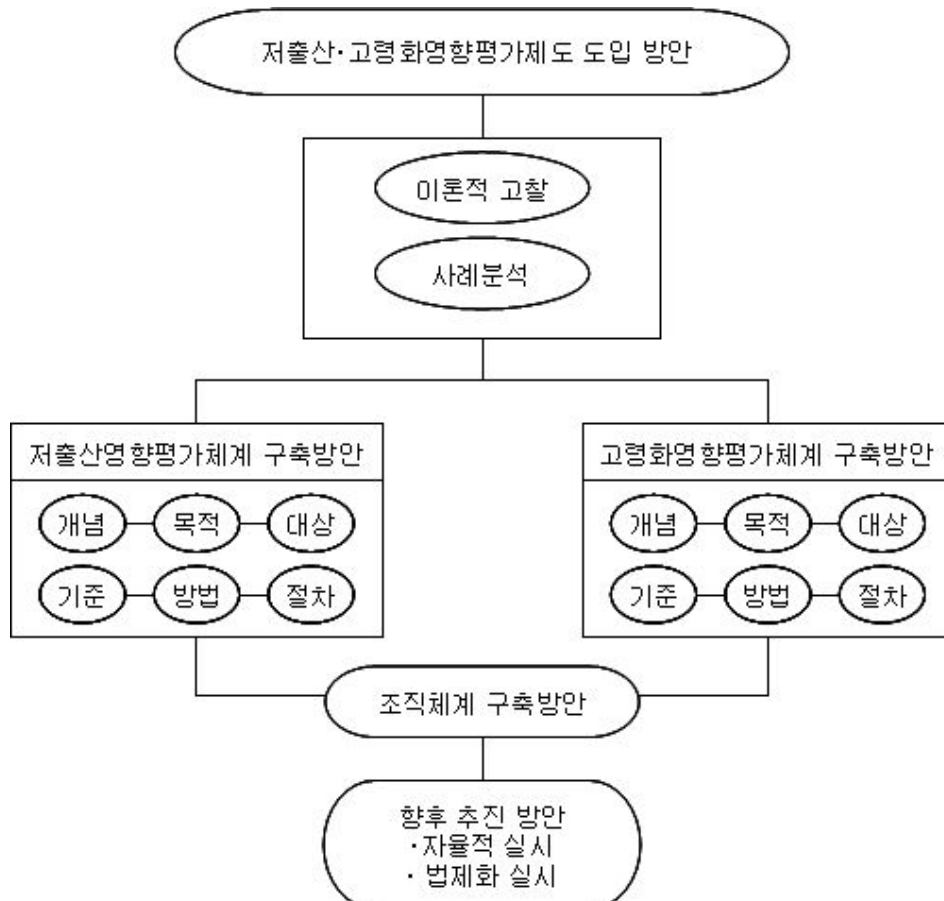 저출산·고령화영향평가제도 도입 방안
이론적 고찰
사례분석
저출산영향평가체계 구축방안
개념 목적 대상
기준 방법 절차
고령화영향평가체계 구축방안
개념 목적 대상
기준 방법 절차
조직체계 구축방안
향후 추진 방안
·자율적 실시
·법제화 실시